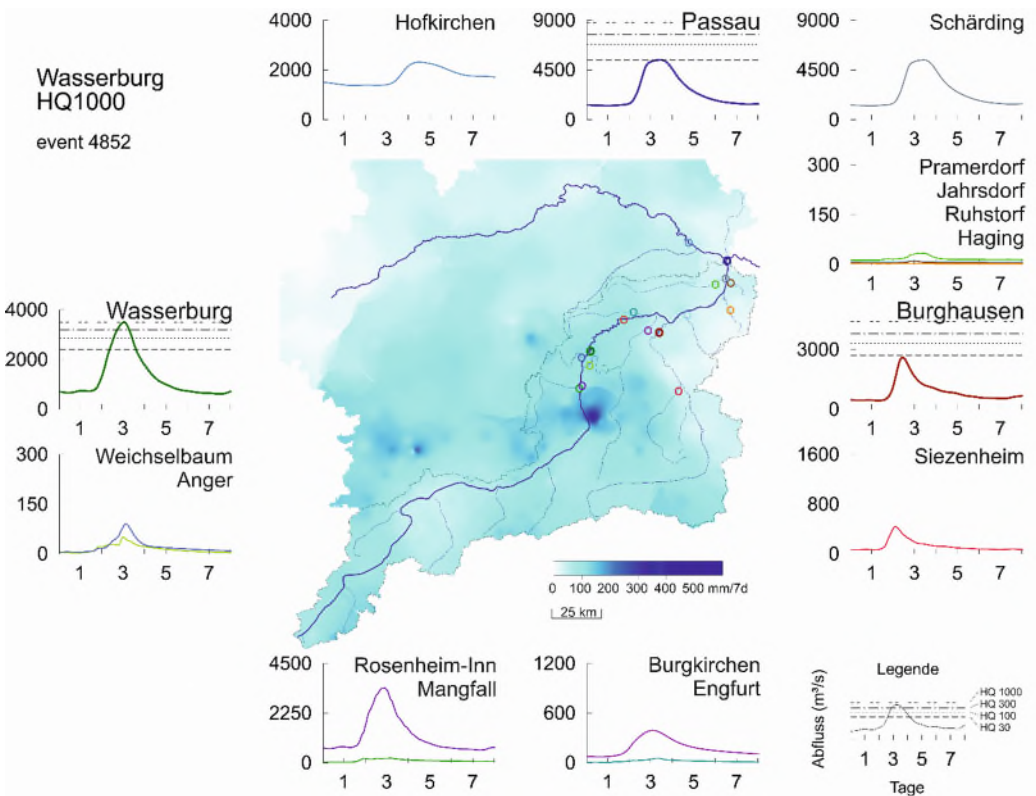 Wasserburg
HQ1000
event 4852
Hofkirchen
4000
2000
0
1 3 5 7
Passau
9000
4500
0
1 3 5 7
Schärding
9000
4500
0
1 3 5 7
Pramerdorf
Jahrsdorf
Ruhstorf
Haging
300
150
0
1 3 5 7
Wasserburg
4000
2000
0
1 3 5 7
Burghausen
3000
0
1 3 5 7
Weichselbaum
Anger
300
150
0
1 3 5 7
Siezenheim
1600
800
0
1 3 5 7
0 100 200 300 400 500 mm/7d
25 km
Rosenheim-Inn
Mangfall
4500
2250
0
1 3 5 7
Burgkirchen
Engfurt
1200
600
0
1 3 5 7
Legende
Abfluss (m³/s)
HQ 1000
HQ 300
HQ 100
HQ 30
1 3 5 7
Tage